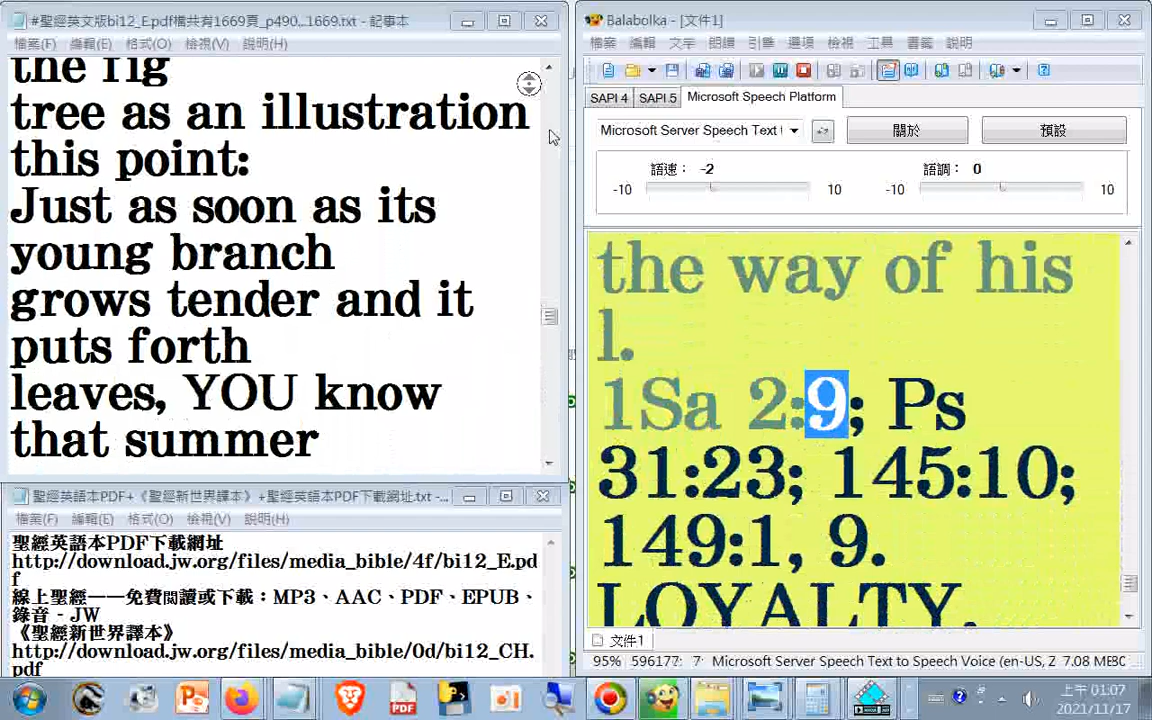 #聖經英文版bi12_E.pdf檔共有1669頁_p490,..1669.txt - 記事本
檔案(F) 編輯(E) 格式(O) 檢視(V) 說明(H)
the fig
tree as an illustration
this point:
Just as soon as its
young branch
grows tender and it
puts forth
leaves, YOU know
that summer
聖經英語本PDF+《聖經新世界譯本》+聖經英語本PDF下載網址.txt -...
檔案(F) 編輯(E) 格式(O) 檢視(V) 說明(H)
聖經英語本PDF下載網址
http://download.jw.org/files/media_bible/4f/bi12_E.pd
f
線上聖經——免費閱讀或下載：MP3、AAC、PDF、EPUB、
錄音 - JW
《聖經新世界譯本》
http://download.jw.org/files/media_bible/0d/bi12_CH.
pdf
Balabolka - [文件1]
檔案 編輯 文字 朗讀 引擎 選項 檢視 工具 書籤 說明
SAPI 4 SAPI 5 Microsoft Speech Platform
Microsoft Server Speech Text 關於 預設
語速： -2 語調： 0
-10 10 -10 10
the way of his
l.
1Sa 2:9; Ps
31:23; 145:10;
149:1, 9.
LOYALTY.
文件1
95% 596177: 7 Microsoft Server Speech Text to Speech Voice (en-US, Z 7.08 MB
PDF
上午 01:07
2021/11/17